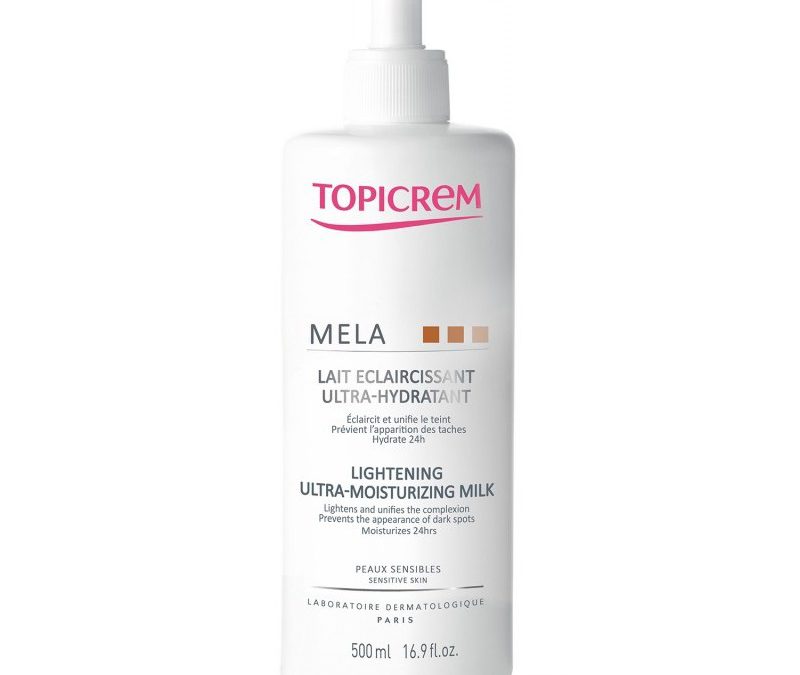 TOPICREM
MELA
LAIT ECLAIRCISSANT
ULTRA-HYDRATANT
Éclaircit et unifie le teint
Prévient l'apparition des taches
Hydrate 24h
LIGHTENING
ULTRA-MOISTURIZING MILK
Lightens and unifies the complexion
Prevents the appearance of dark spots
Moisturizes 24hrs
PEAUX SENSIBLES
SENSITIVE SKIN
LABORATOIRE DERMATOLOGIQUE
PARIS
500 ml 16.9 fl.oz.